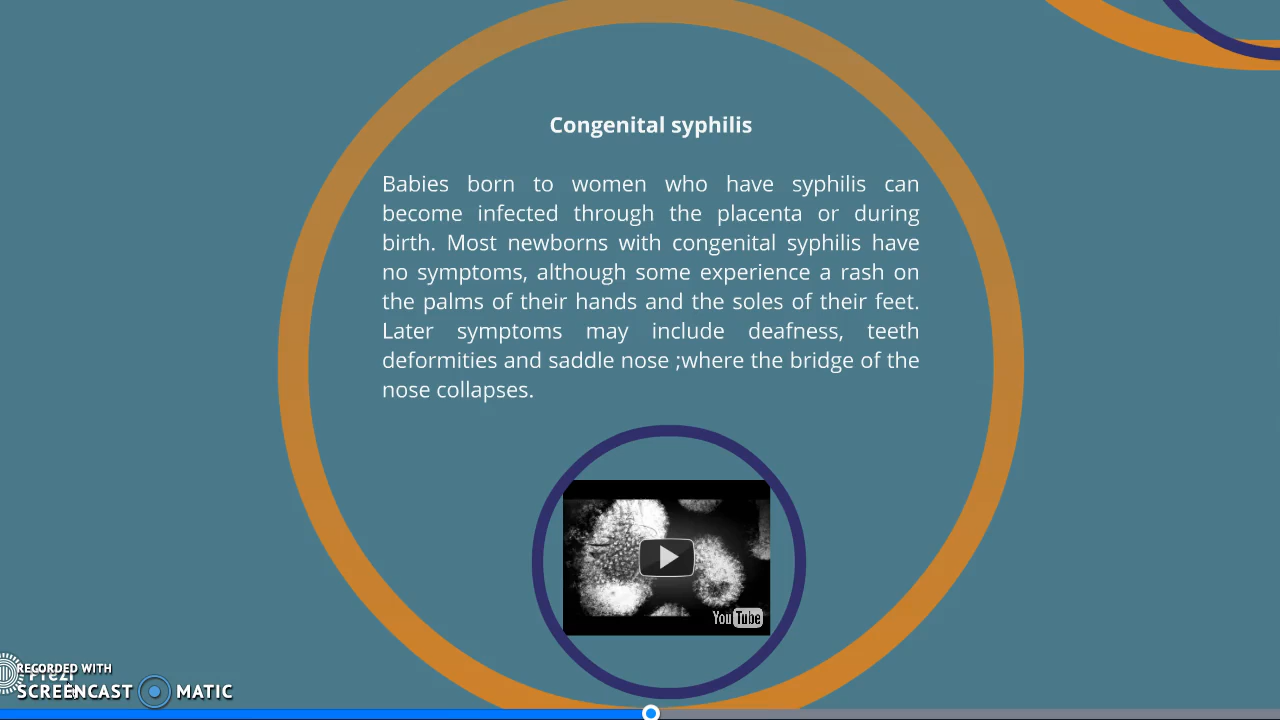 Congenital syphilis
Babies born to women who have syphilis can
become infected through the placenta or during
birth. Most newborns with congenital syphilis have
no symptoms, although some experience a rash on
the palms of their hands and the soles of their feet.
Later symptoms may include deafness, teeth
deformities and saddle nose ;where the bridge of the
nose collapses.
YouTube
RECORDED WITH
Prezi
SCREENCAST MATIC